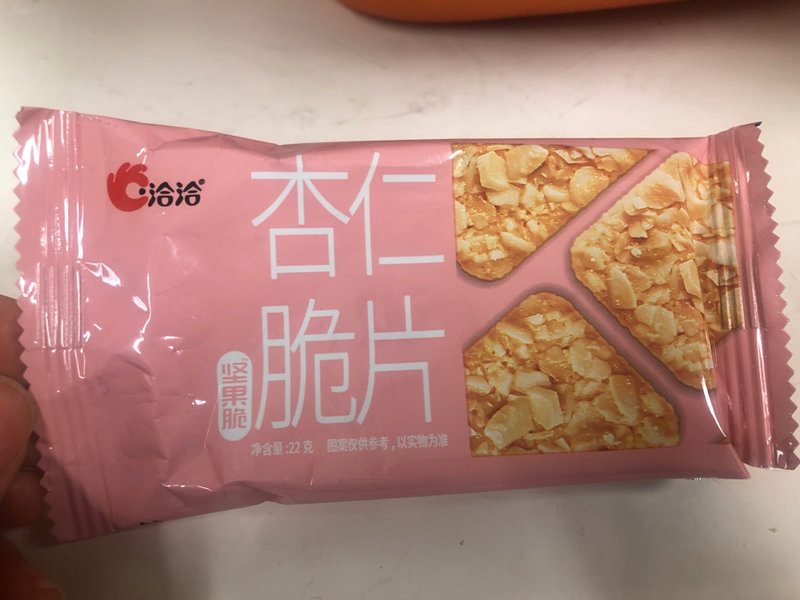 洽洽®
杏仁
脆片
坚果脆
净含量:22克 图案仅供参考,以实物为准